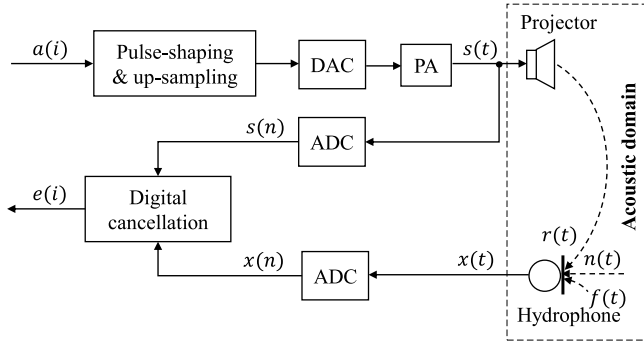 Projector
a(i)
Pulse-shaping
& up-sampling
DAC
PA
s(t)
s(n)
ADC
Acoustic domain
e(i)
Digital
cancellation
r(t)
x(n)
ADC
x(t)
n(t)
f(t)
Hydrophone